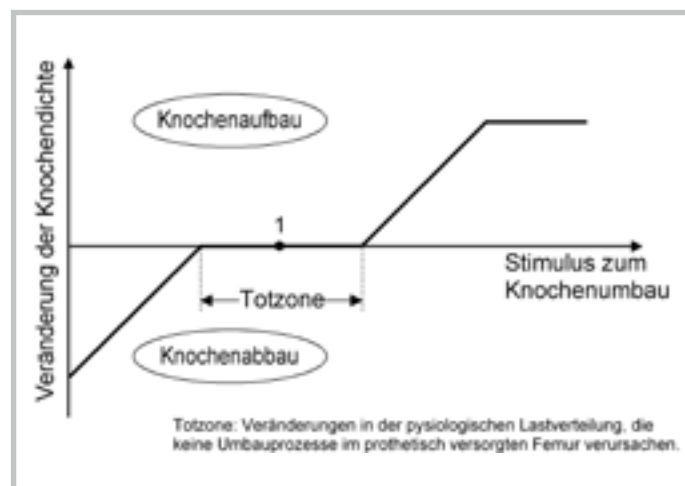 Veränderung der Knochendichte
Knochenaufbau
1
Stimulus zum
Knochenumbau
Totzone
Knochenabbau
Totzone: Veränderungen in der pysiologischen Lastverteilung, die
keine Umbauprozesse im prothetisch versorgten Femur verursachen.